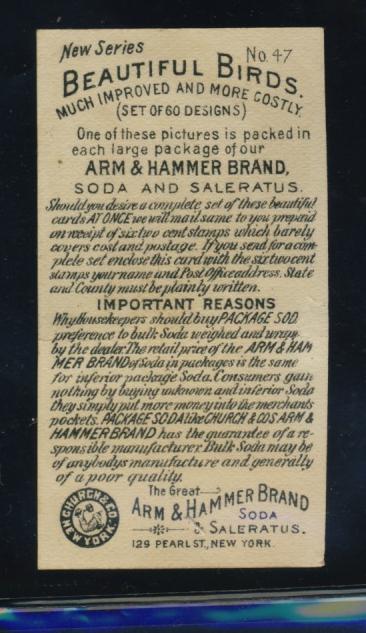 New Series
No. 47
BEAUTIFUL BIRDS.
MUCH IMPROVED AND MORE COSTLY.
(SET OF 60 DESIGNS)
One of these pictures is packed in
each large package of our
ARM & HAMMER BRAND,
SODA AND SALERATUS.
Should you desire a complete set of these beautiful
cards AT ONCE we will mail same to you prepaid
on receipt of six two cent stamps which barely
covers cost and postage. If you send for a com-
plete set enclose this card with the six two cent
stamps your name and Post Office address. State
and County must be plainly written.
IMPORTANT REASONS
Why Housekeepers should buy PACKAGE SOD
preference to bulk Soda weighed and wrapp
by the dealer. The retail price of the ARM & HAM
MER BRAND of Soda in packages is the same
for inferior package Soda. Consumers gain
nothing by buying unknown and inferior Soda
they simply put more money into the merchants
pockets. PACKAGE SODA like CHURCH & CO'S ARM &
HAMMER BRAND has the guarantee of a re-
sponsible manufacturer. Bulk Soda may be
of anybodys manufacture and generally
of a poor quality.
CHURCH & CO.
NEW YORK.
The Great
ARM & HAMMER BRAND
SODA
& SALERATUS.
129 PEARL ST., NEW YORK.